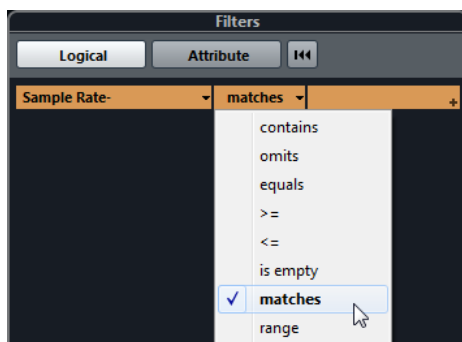 Filters
Logical Attribute
Sample Rate- matches +
contains
omits
equals
>=
<=
is empty
✓ matches
range